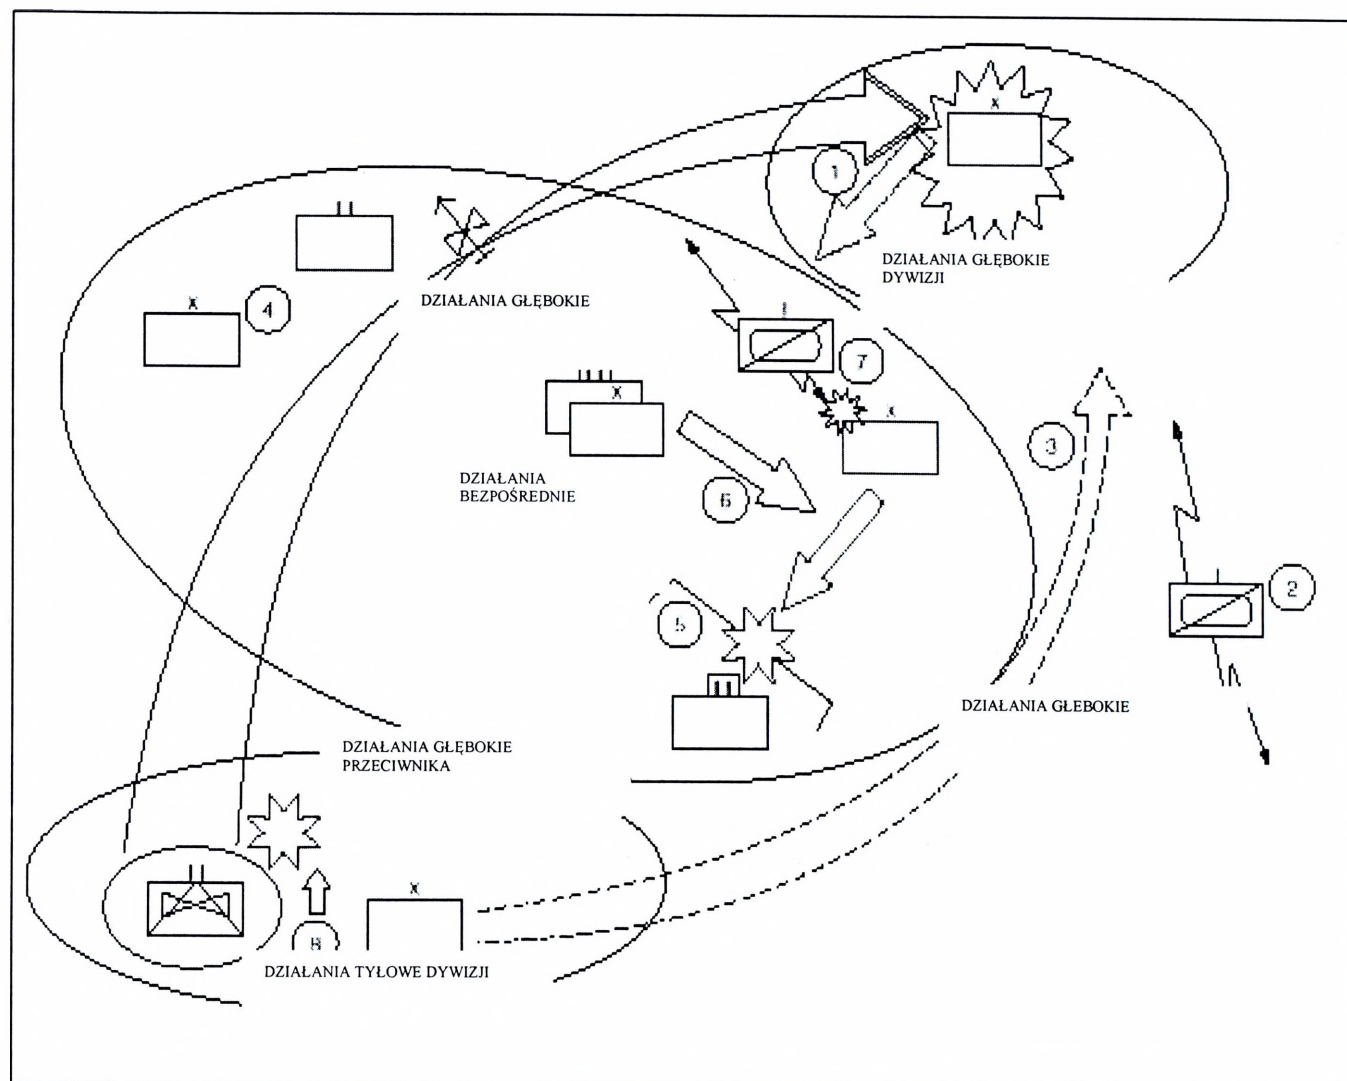 1
DZIAŁANIA GŁĘBOKIE
DYWIZJI
DZIAŁANIA GŁĘBOKIE
4
7
3
DZIAŁANIA
BEZPOŚREDNIE
6
2
5
DZIAŁANIA GŁEBOKIE
DZIAŁANIA GŁĘBOKIE
PRZECIWNIKA
8
DZIAŁANIA TYŁOWE DYWIZJI